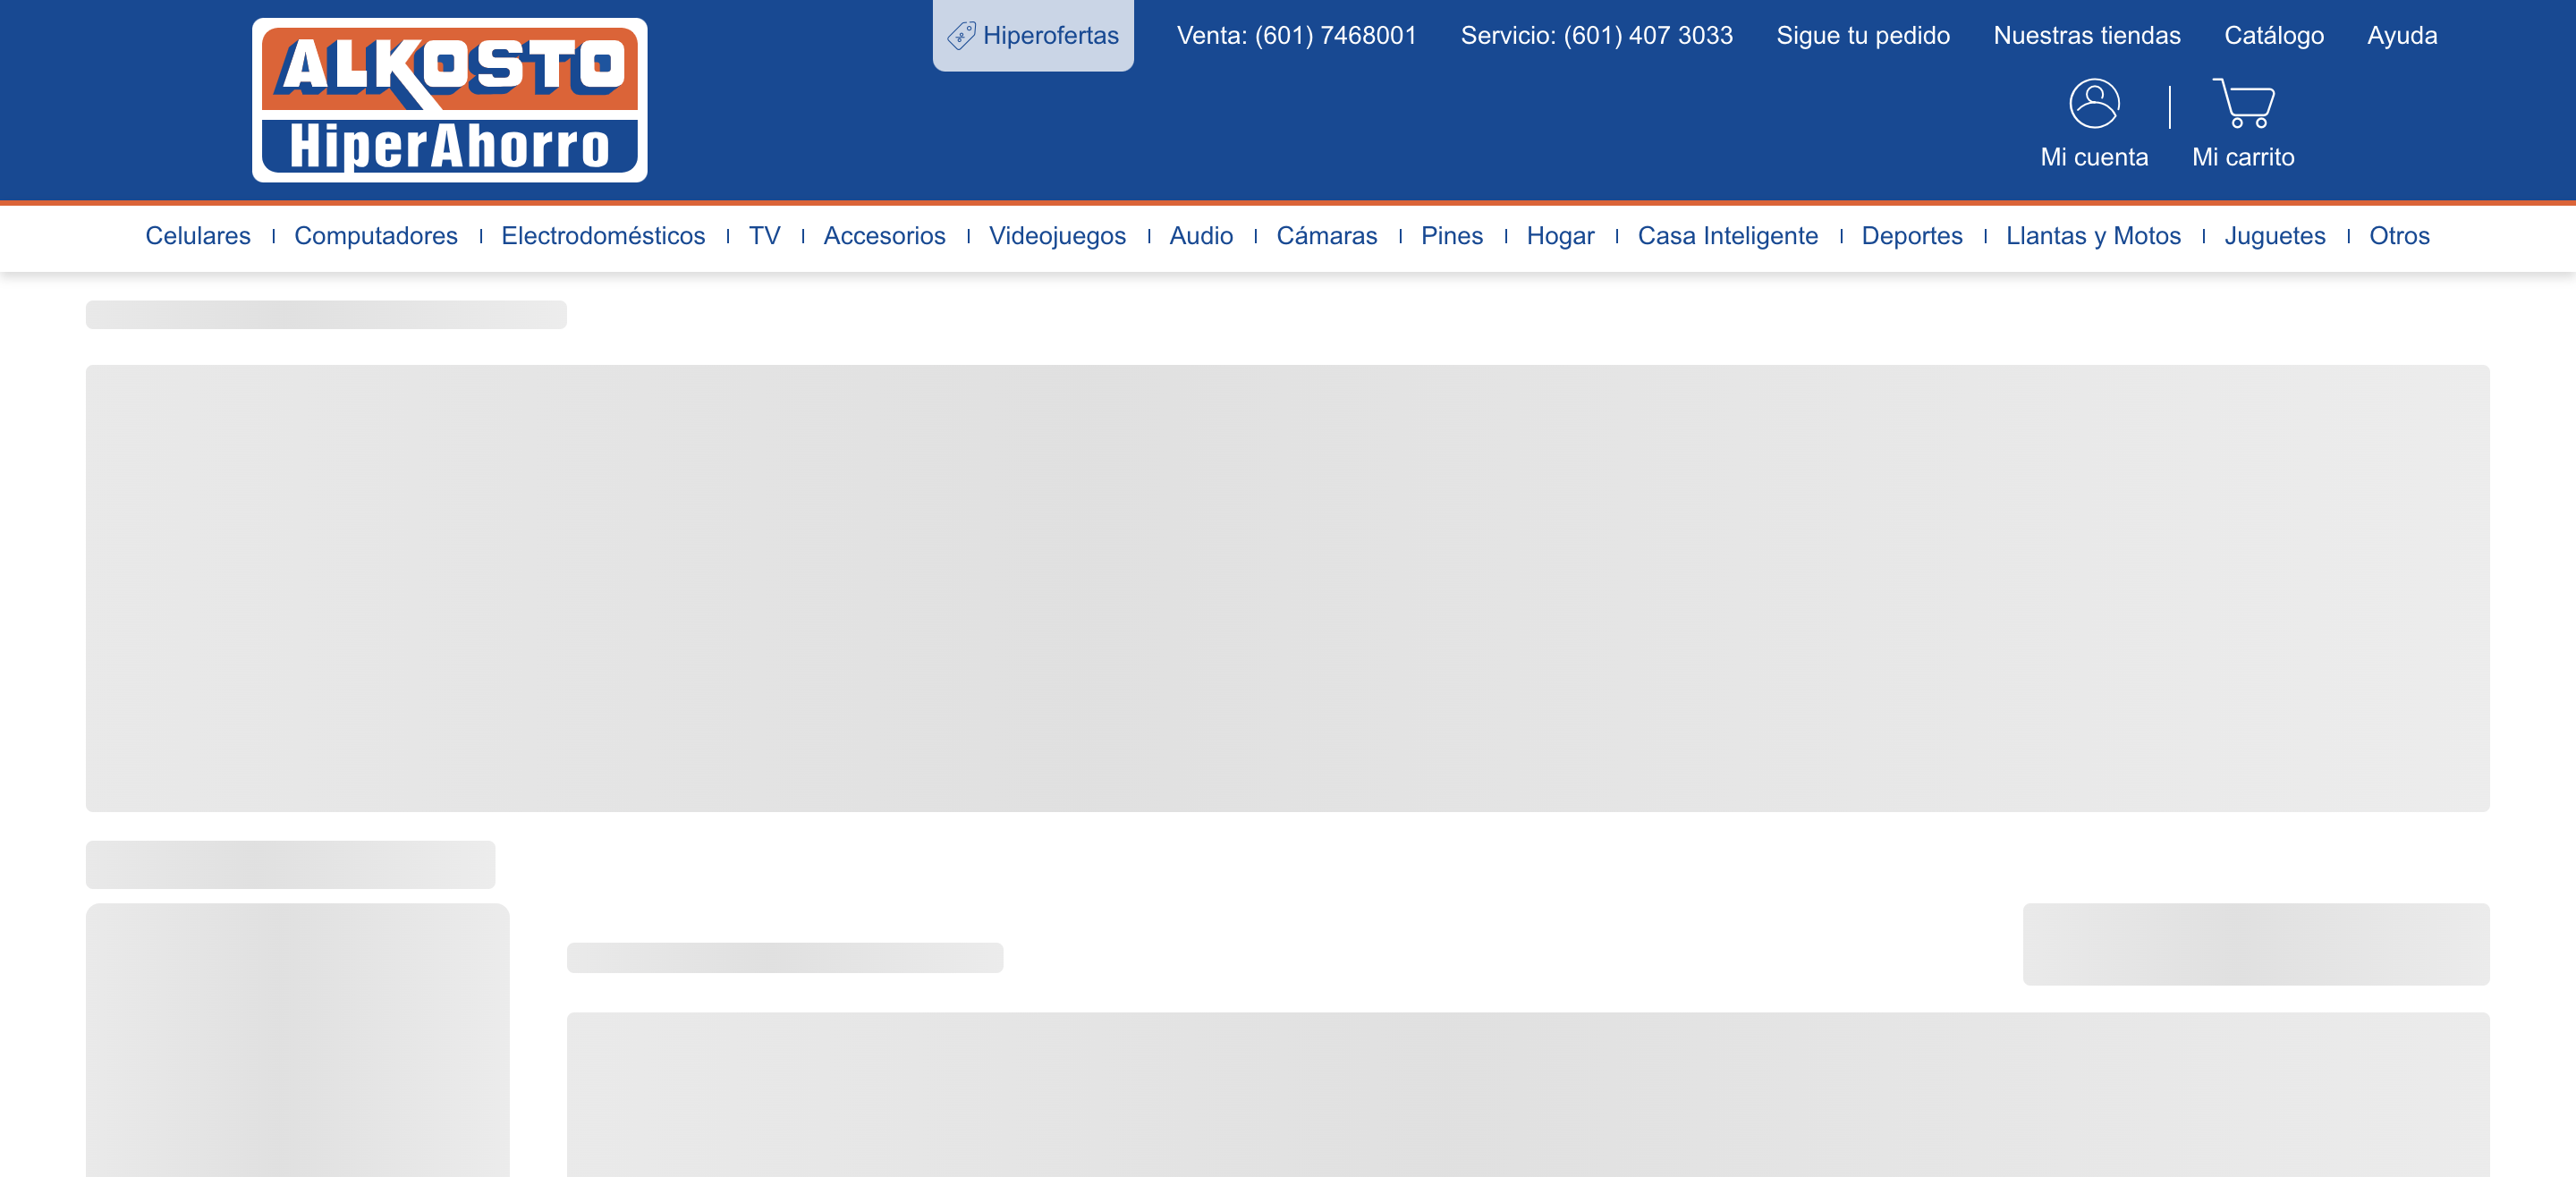 ALKOSTO
HiperAhorro
Hiperofertas Venta: (601) 7468001 Servicio: (601) 407 3033 Sigue tu pedido Nuestras tiendas Catálogo Ayuda
Mi cuenta Mi carrito
Celulares Computadores Electrodomésticos TV Accesorios Videojuegos Audio Cámaras Pines Hogar Casa Inteligente Deportes Llantas y Motos Juguetes Otros